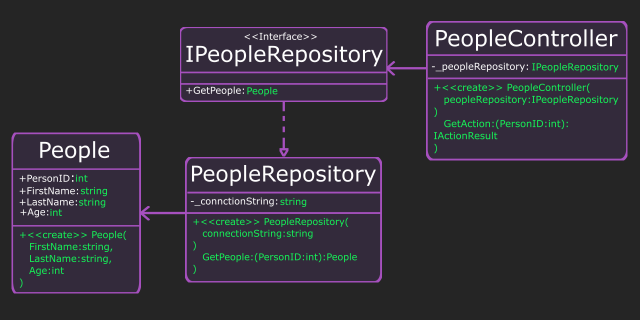 <<Interface>>
IPeopleRepository
+GetPeople:People
PeopleController
-_peopleRepository: IPeopleRepository
+<<create>> PeopleController(
peopleRepository:IPeopleRepository
)
GetAction:(PersonID:int):
IActionResult
)
People
+PersonID:int
+FirstName:string
+LastName:string
+Age:int
+<<create>> People(
FirstName:string,
LastName:string,
Age:int
)
PeopleRepository
-_connctionString: string
+<<create>> PeopleRepository(
connectionString:string
)
GetPeople:(PersonID:int):People
)